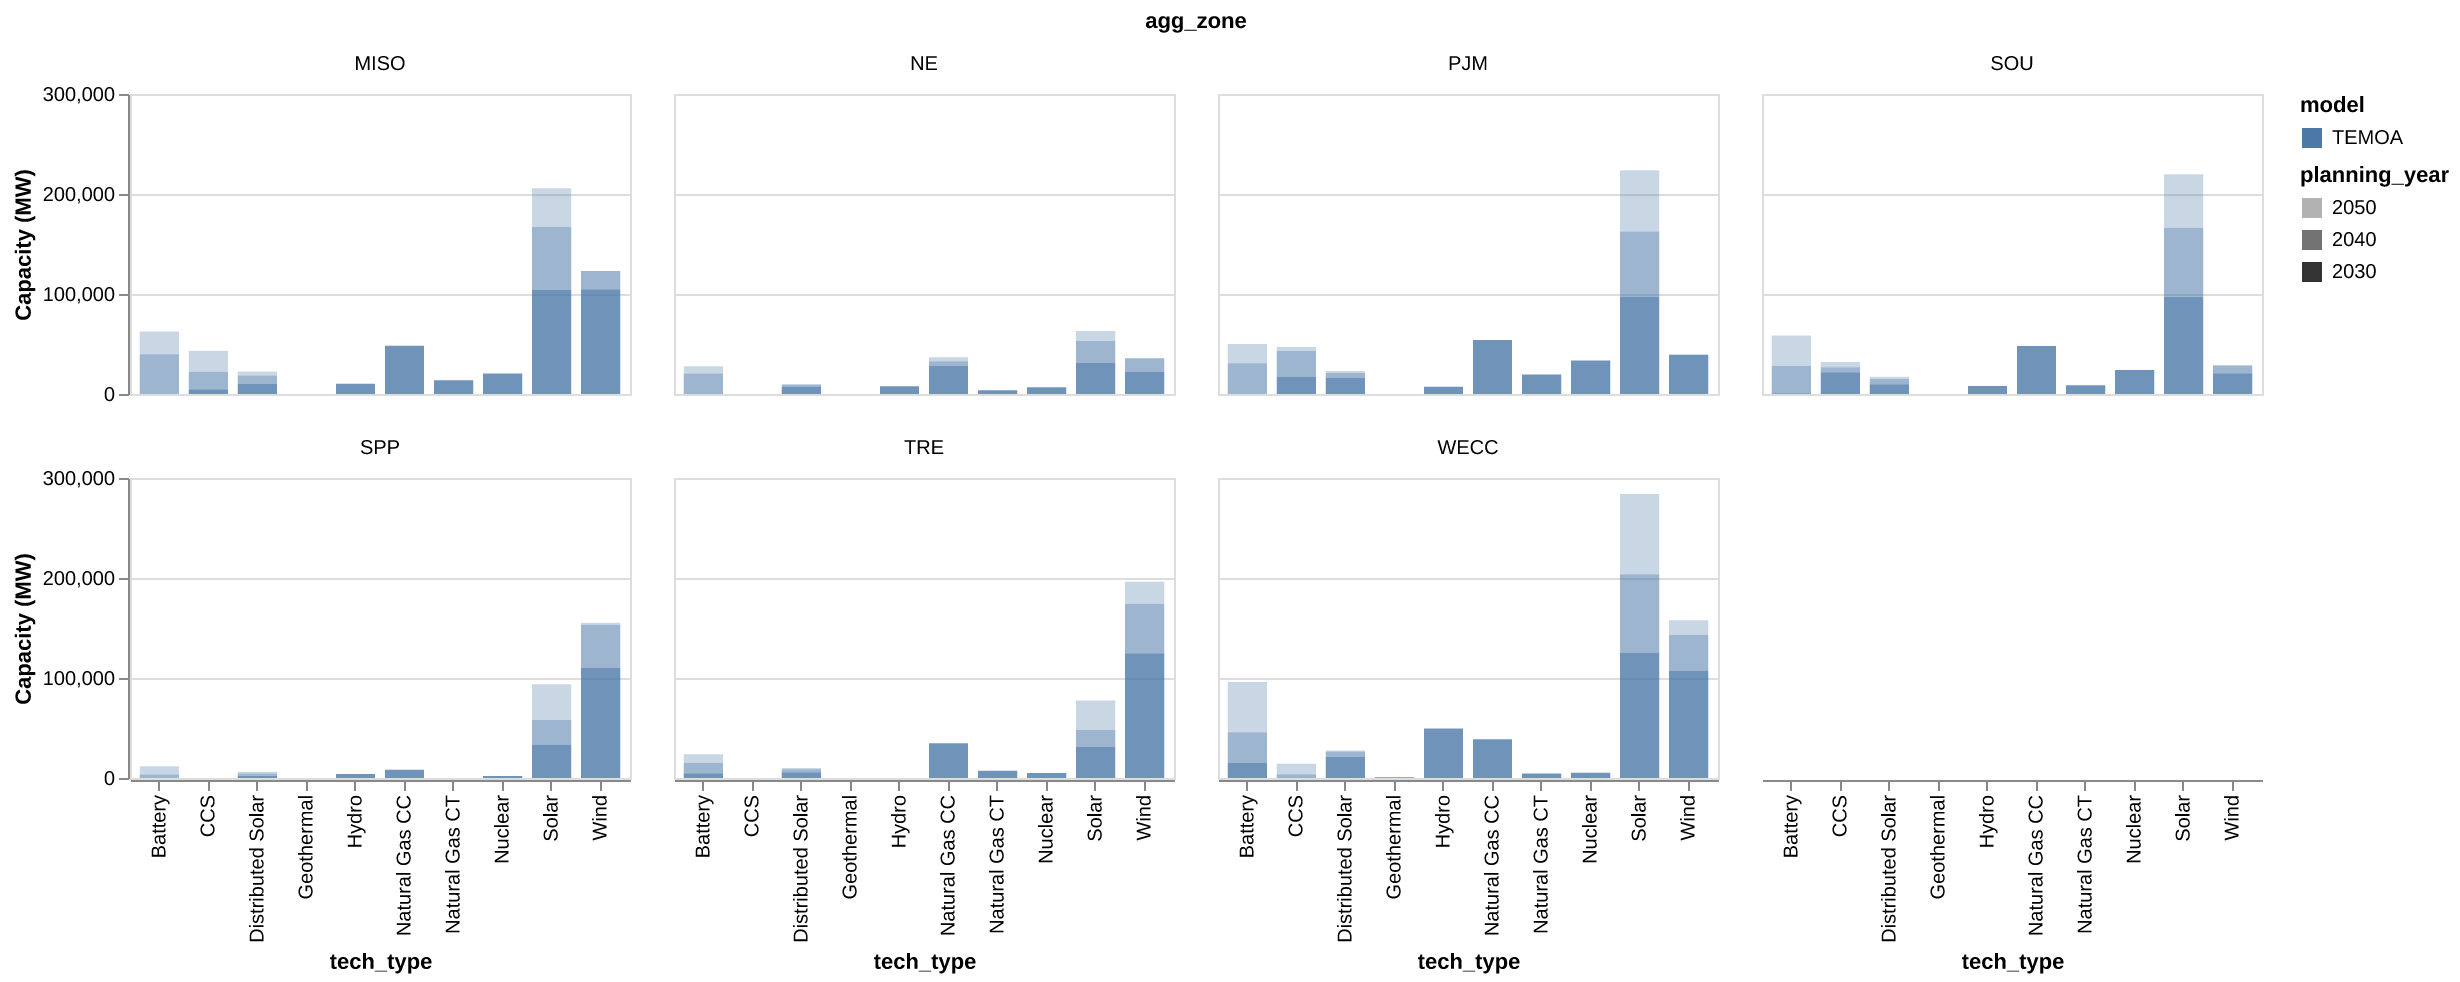 agg_zone
MISO
NE
PJM
SOU
300,000
200,000
100,000
0
Capacity (MW)
model
TEMOA
planning_year
2050
2040
2030
SPP
TRE
WECC
300,000
200,000
100,000
0
Capacity (MW)
Battery
CCS
Distributed Solar
Geothermal
Hydro
Natural Gas CC
Natural Gas CT
Nuclear
Solar
Wind
Battery
CCS
Distributed Solar
Geothermal
Hydro
Natural Gas CC
Natural Gas CT
Nuclear
Solar
Wind
Battery
CCS
Distributed Solar
Geothermal
Hydro
Natural Gas CC
Natural Gas CT
Nuclear
Solar
Wind
Battery
CCS
Distributed Solar
Geothermal
Hydro
Natural Gas CC
Natural Gas CT
Nuclear
Solar
Wind
tech_type
tech_type
tech_type
tech_type